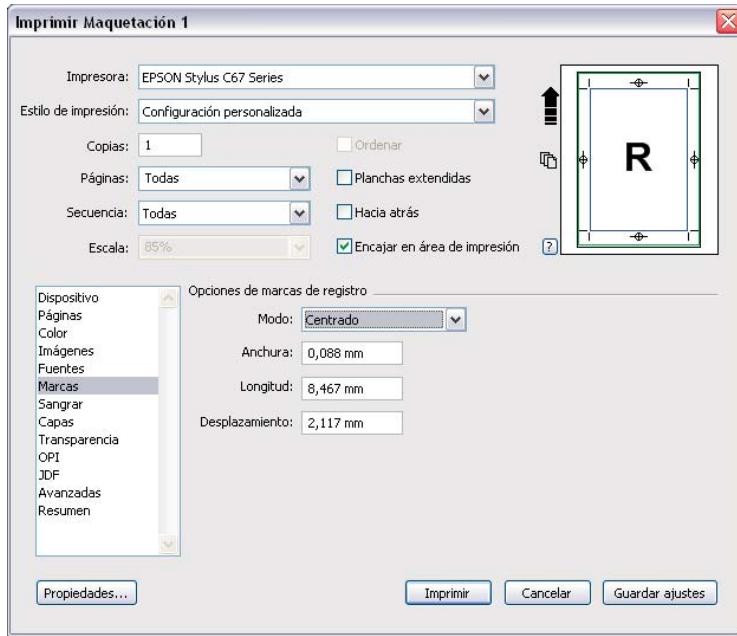 Imprimir Maquetación 1
Impresora: EPSON Stylus C67 Series
Estilo de impresión: Configuración personalizada
Copias: 1 Ordenar
Páginas: Todas Planchas extendidas
Secuencia: Todas Hacia atrás
Escala: 85% Encajar en área de impresión ?
R
Dispositivo
Páginas
Color
Imágenes
Fuentes
Marcas
Sangrar
Capas
Transparencia
OPI
JDF
Avanzadas
Resumen
Opciones de marcas de registro
Modo: Centrado
Anchura: 0,088 mm
Longitud: 8,467 mm
Desplazamiento: 2,117 mm
Propiedades... Imprimir Cancelar Guardar ajustes